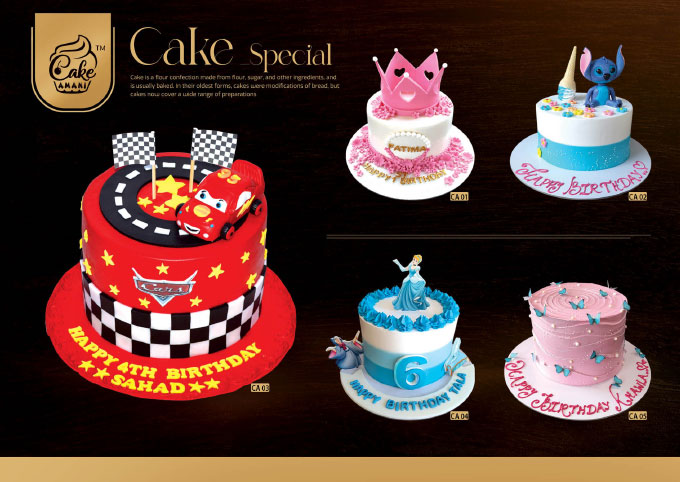 TM
Cake
AMANI
Cake Special
Cake is a flour confection made from flour, sugar, and other ingredients, and
is usually baked. In their oldest forms, cakes were modifications of bread, but
cakes now cover a wide range of preparations
FATIMA
HAPPY BIRTHDAY
CA 01
HAPPY BIRTHDAY
CA 02
95
Cars
HAPPY 4TH BIRTHDAY
SAHAD
CA 03
6
HAPPY BIRTHDAY TALA
CA 04
HAPPY BIRTHDAY KHAWLA
CA 05